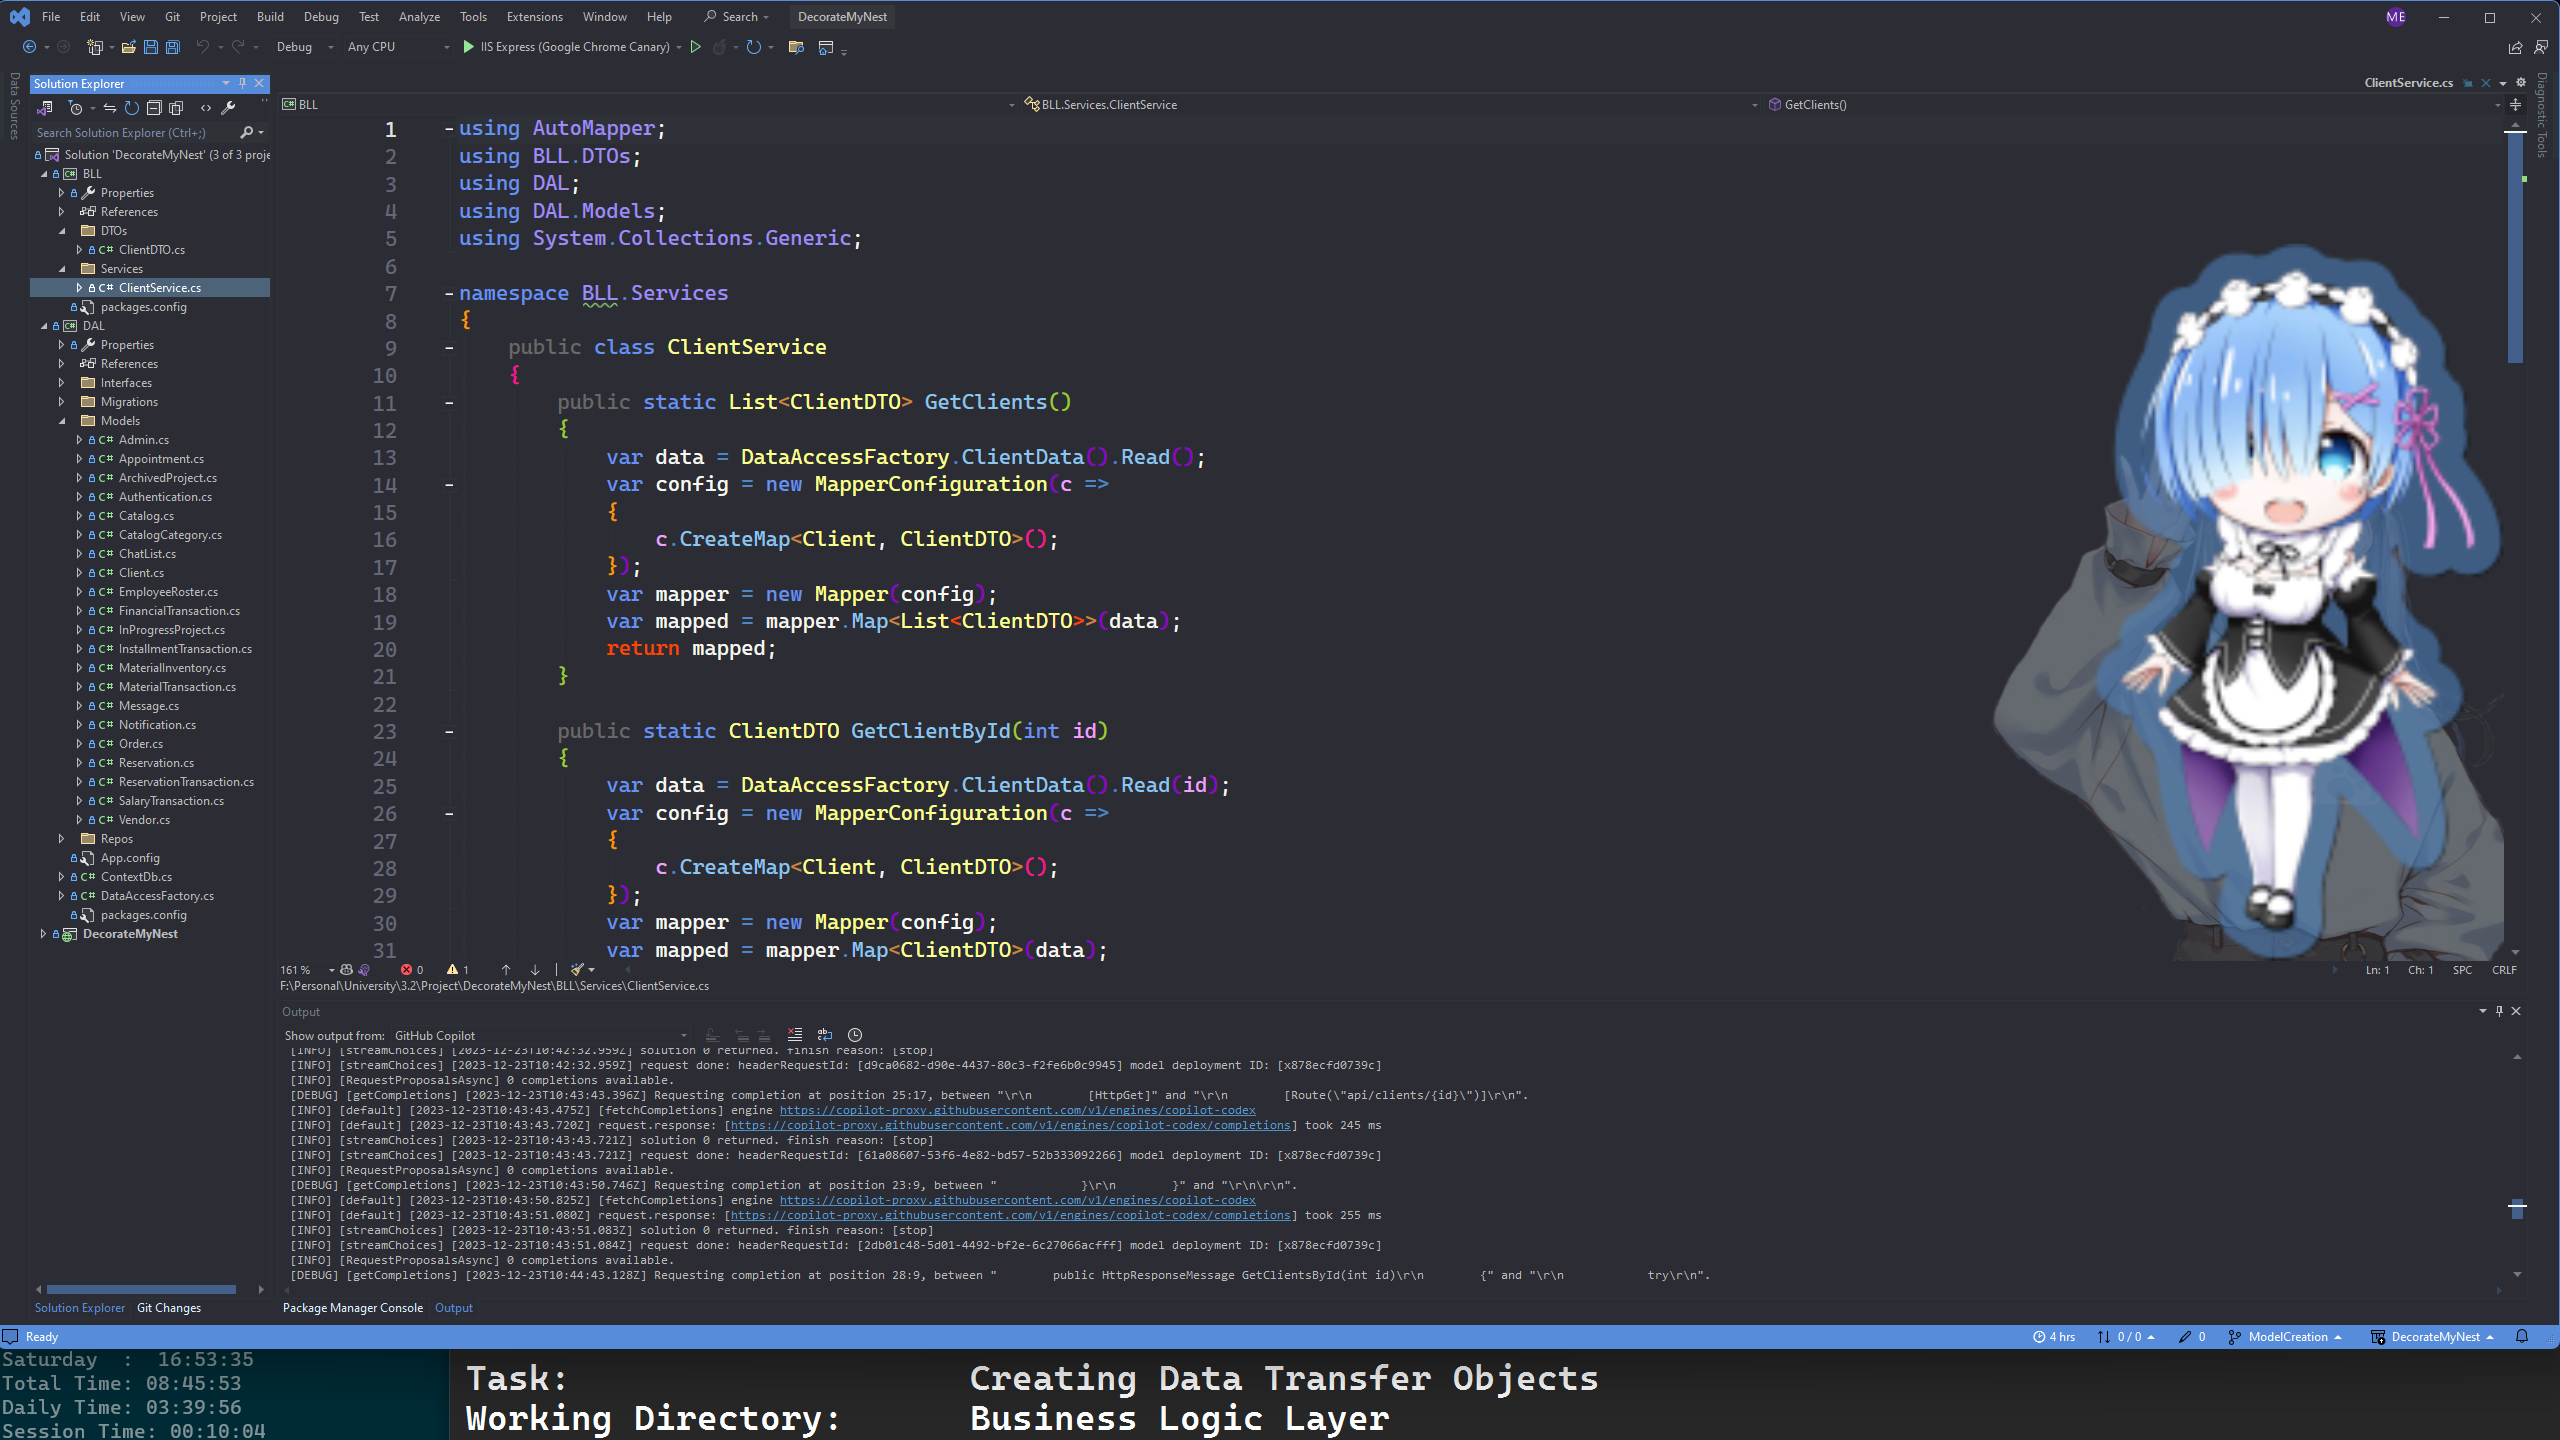 File Edit View Git Project Build Debug Test Analyze Tools Extensions Window Help Search DecorateMyNest ME
Debug Any CPU IIS Express (Google Chrome Canary)
Data Sources
Solution Explorer
Search Solution Explorer (Ctrl+;)
Solution 'DecorateMyNest' (3 of 3 proje
BLL
Properties
References
DTOs
C# ClientDTO.cs
Services
C# ClientService.cs
packages.config
DAL
Properties
References
Interfaces
Migrations
Models
C# Admin.cs
C# Appointment.cs
C# ArchivedProject.cs
C# Authentication.cs
C# Catalog.cs
C# CatalogCategory.cs
C# ChatList.cs
C# Client.cs
C# EmployeeRoster.cs
C# FinancialTransaction.cs
C# InProgressProject.cs
C# InstallmentTransaction.cs
C# MaterialInventory.cs
C# MaterialTransaction.cs
C# Message.cs
C# Notification.cs
C# Order.cs
C# Reservation.cs
C# ReservationTransaction.cs
C# SalaryTransaction.cs
C# Vendor.cs
Repos
App.config
C# ContextDb.cs
C# DataAccessFactory.cs
packages.config
DecorateMyNest
Solution Explorer Git Changes
ClientService.cs
Diagnostic Tools
BLL BLL.Services.ClientService GetClients()
1 using AutoMapper;
2 using BLL.DTOs;
3 using DAL;
4 using DAL.Models;
5 using System.Collections.Generic;
6
7 namespace BLL.Services
8 {
9 public class ClientService
10 {
11 public static List<ClientDTO> GetClients()
12 {
13 var data = DataAccessFactory.ClientData().Read();
14 var config = new MapperConfiguration(c =>
15 {
16 c.CreateMap<Client, ClientDTO>();
17 });
18 var mapper = new Mapper(config);
19 var mapped = mapper.Map<List<ClientDTO>>(data);
20 return mapped;
21 }
22
23 public static ClientDTO GetClientById(int id)
24 {
25 var data = DataAccessFactory.ClientData().Read(id);
26 var config = new MapperConfiguration(c =>
27 {
28 c.CreateMap<Client, ClientDTO>();
29 });
30 var mapper = new Mapper(config);
31 var mapped = mapper.Map<ClientDTO>(data);
161 % 0 1 Ln: 1 Ch: 1 SPC CRLF
F:\Personal\University\3.2\Project\DecorateMyNest\BLL\Services\ClientService.cs
Output
Show output from: GitHub Copilot
[INFO] [streamChoices] [2023-12-23T10:42:32.959Z] solution 0 returned. finish reason: [stop]
[INFO] [streamChoices] [2023-12-23T10:42:32.959Z] request done: headerRequestId: [d9ca0682-d90e-4437-80c3-f2fe6b0c9945] model deployment ID: [x878ecfd0739c]
[INFO] [RequestProposalsAsync] 0 completions available.
[DEBUG] [getCompletions] [2023-12-23T10:43:43.396Z] Requesting completion at position 25:17, between "\r\n [HttpGet]" and "\r\n [Route(\"api/clients/{id}\")]\r\n".
[INFO] [default] [2023-12-23T10:43:43.475Z] [fetchCompletions] engine https://copilot-proxy.githubusercontent.com/v1/engines/copilot-codex
[INFO] [default] [2023-12-23T10:43:43.720Z] request.response: [https://copilot-proxy.githubusercontent.com/v1/engines/copilot-codex/completions] took 245 ms
[INFO] [streamChoices] [2023-12-23T10:43:43.721Z] solution 0 returned. finish reason: [stop]
[INFO] [streamChoices] [2023-12-23T10:43:43.721Z] request done: headerRequestId: [61a08607-53f6-4e82-bd57-52b333092266] model deployment ID: [x878ecfd0739c]
[INFO] [RequestProposalsAsync] 0 completions available.
[DEBUG] [getCompletions] [2023-12-23T10:43:50.746Z] Requesting completion at position 23:9, between " }\r\n }" and "\r\n\r\n".
[INFO] [default] [2023-12-23T10:43:50.825Z] [fetchCompletions] engine https://copilot-proxy.githubusercontent.com/v1/engines/copilot-codex
[INFO] [default] [2023-12-23T10:43:51.080Z] request.response: [https://copilot-proxy.githubusercontent.com/v1/engines/copilot-codex/completions] took 255 ms
[INFO] [streamChoices] [2023-12-23T10:43:51.083Z] solution 0 returned. finish reason: [stop]
[INFO] [streamChoices] [2023-12-23T10:43:51.084Z] request done: headerRequestId: [2db01c48-5d01-4492-bf2e-6c27066acfff] model deployment ID: [x878ecfd0739c]
[INFO] [RequestProposalsAsync] 0 completions available.
[DEBUG] [getCompletions] [2023-12-23T10:44:43.128Z] Requesting completion at position 28:9, between " public HttpResponseMessage GetClientsById(int id)\r\n {" and "\r\n try\r\n".
Package Manager Console Output
Ready 4 hrs 0 / 0 0 ModelCreation DecorateMyNest
Saturday : 16:53:35
Total Time: 08:45:53
Daily Time: 03:39:56
Session Time: 00:10:04
Task: Creating Data Transfer Objects
Working Directory: Business Logic Layer